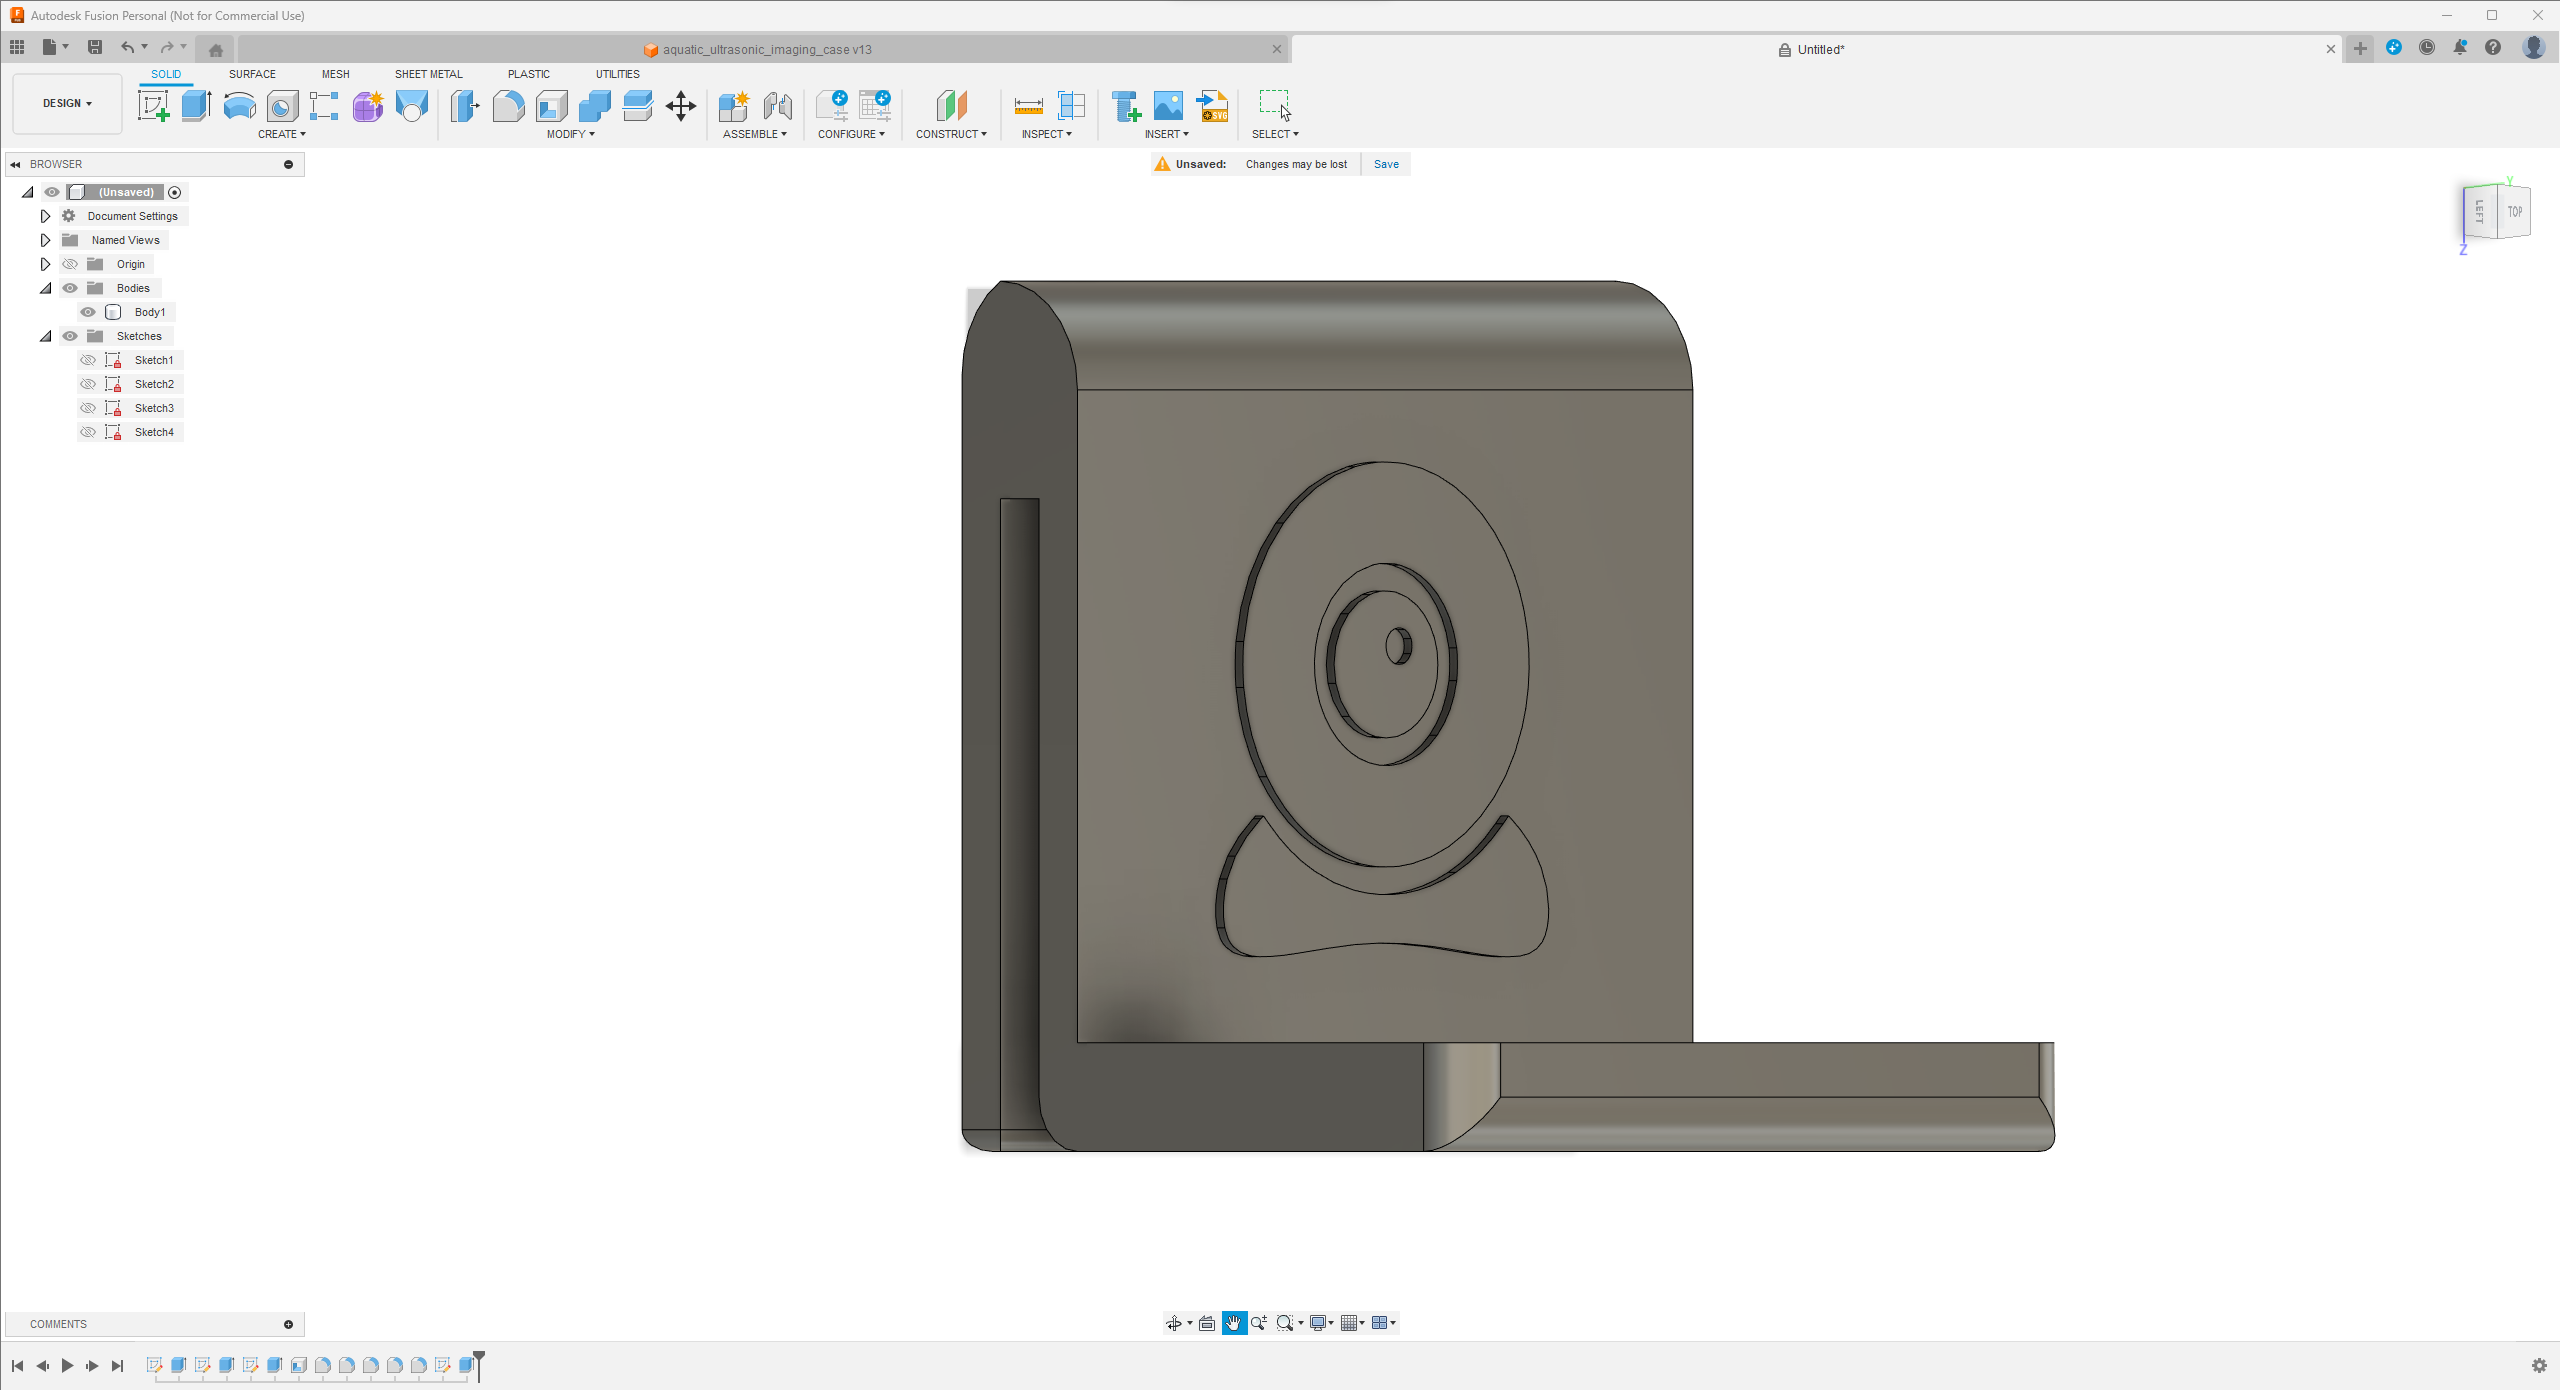 Autodesk Fusion Personal (Not for Commercial Use)
aquatic_ultrasonic_imaging_case v13
Untitled*
SOLID SURFACE MESH SHEET METAL PLASTIC UTILITIES
DESIGN
CREATE MODIFY ASSEMBLE CONFIGURE CONSTRUCT INSPECT INSERT SELECT
SVG
BROWSER
Unsaved: Changes may be lost Save
(Unsaved)
Document Settings
Named Views
Origin
Bodies
Body1
Sketches
Sketch1
Sketch2
Sketch3
Sketch4
Y
LEFT
TOP
Z
COMMENTS